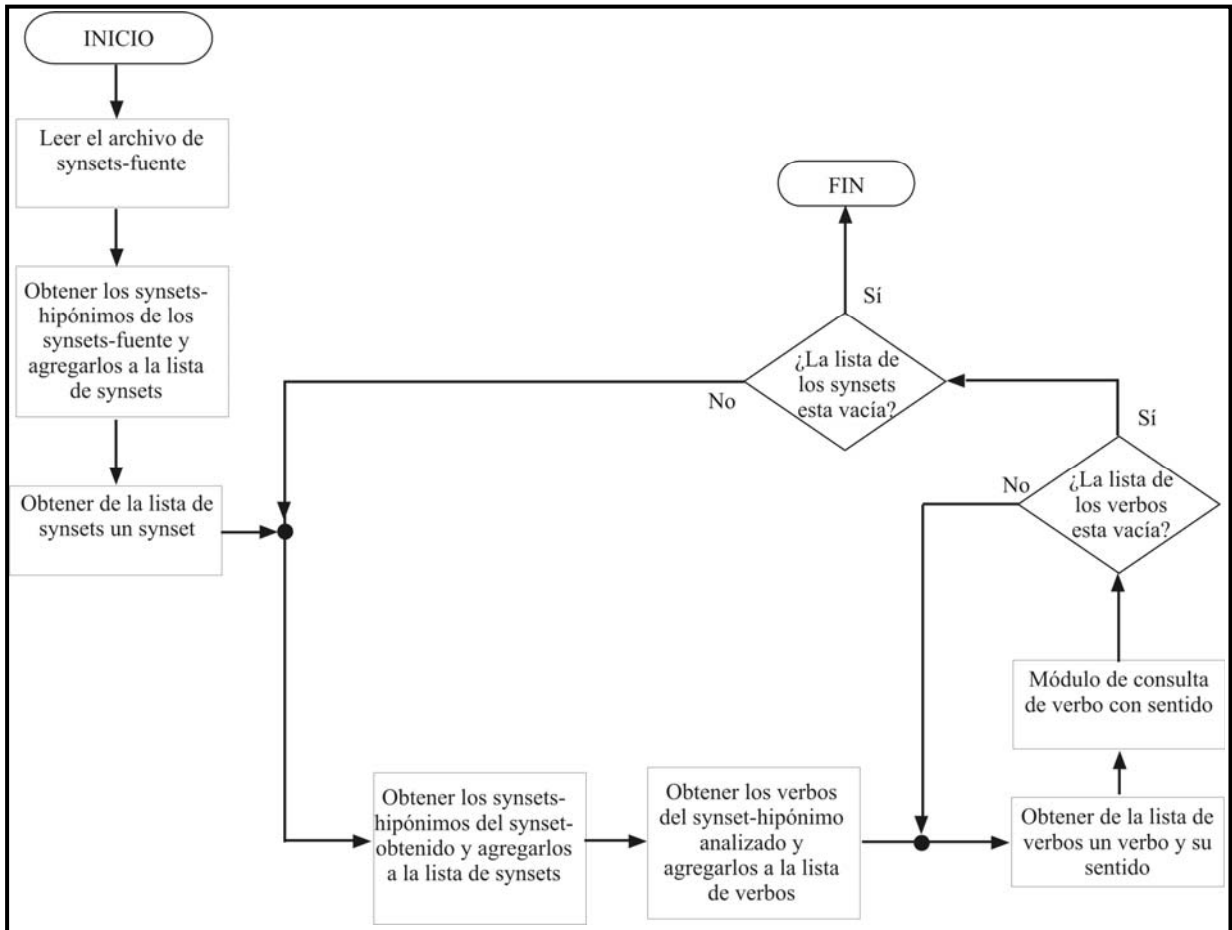 INICIO
Leer el archivo de
synsets-fuente
Obtener los synsets-
hipónimos de los
synsets-fuente y
agregarlos a la lista
de synsets
Obtener de la lista de
synsets un synset
Obtener los synsets-
hipónimos del synset-
obtenido y agregarlos
a la lista de synsets
Obtener los verbos
del synset-hipónimo
analizado y
agregarlos a la lista
de verbos
Obtener de la lista de
verbos un verbo y su
sentido
Módulo de consulta
de verbo con sentido
¿La lista de
los verbos
esta vacía?
No
Sí
¿La lista de
los synsets
esta vacía?
No
Sí
FIN